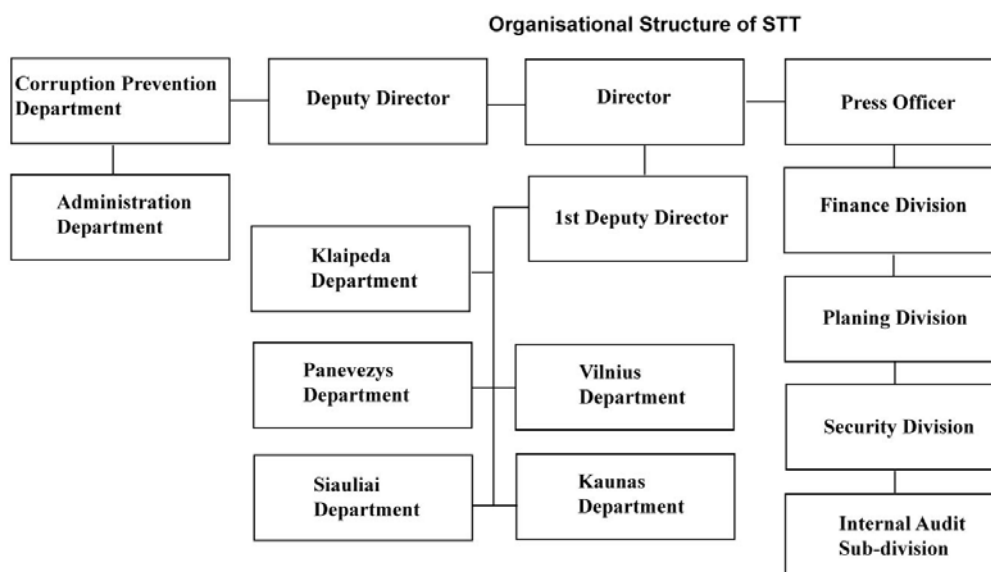 Organisational Structure of STT
Corruption Prevention
Department
Deputy Director
Director
Press Officer
Administration
Department
1st Deputy Director
Finance Division
Klaipeda
Department
Planing Division
Panevezys
Department
Vilnius
Department
Security Division
Siauliai
Department
Kaunas
Department
Internal Audit
Sub-division